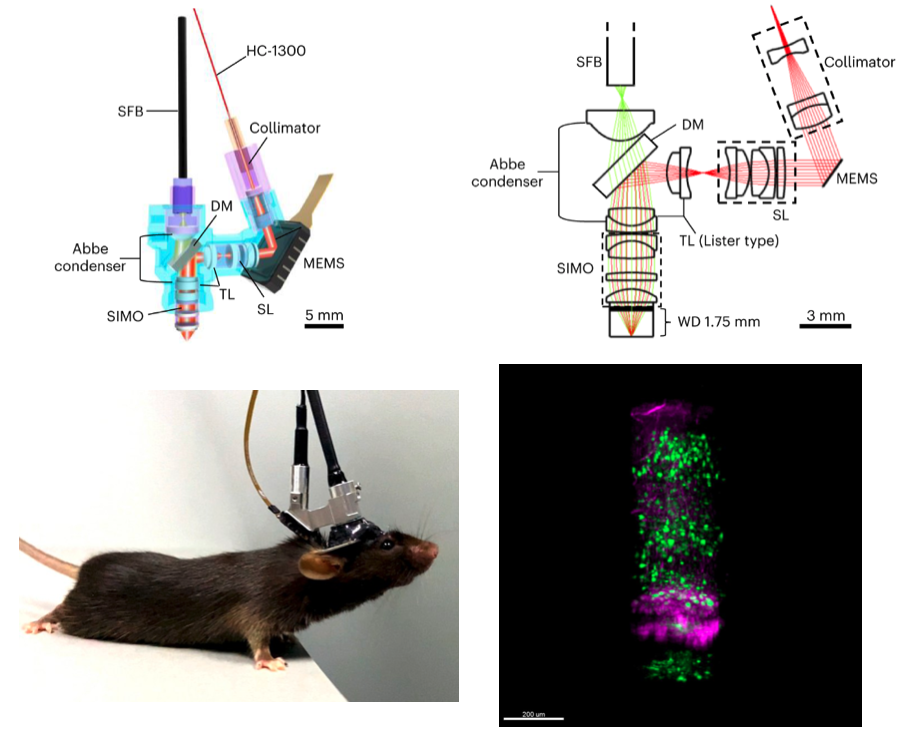 HC-1300
SFB
Collimator
DM
Abbe
condenser
TL
MEMS
SIMO
SL
5 mm
SFB
Collimator
DM
Abbe
condenser
MEMS
SL
TL (Lister type)
SIMO
WD 1.75 mm
3 mm
200 um